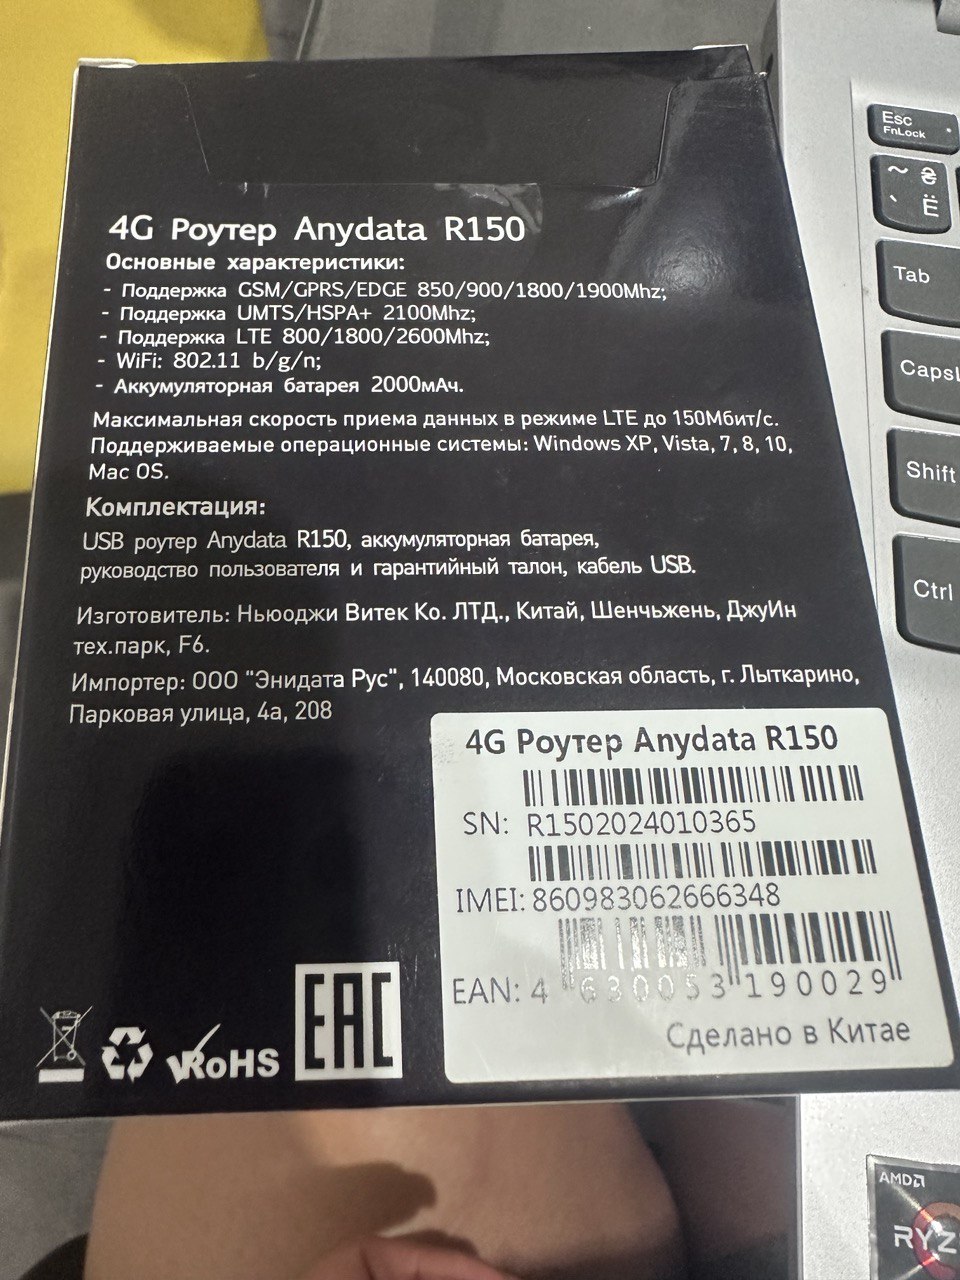 4G Роутер Anydata R150
Основные характеристики:
- Поддержка GSM/GPRS/EDGE 850/900/1800/1900Mhz;
- Поддержка UMTS/HSPA+ 2100Mhz;
- Поддержка LTE 800/1800/2600Mhz;
- WiFi: 802.11 b/g/n;
- Аккумуляторная батарея 2000мАч.
Максимальная скорость приема данных в режиме LTE до 150Мбит/с.
Поддерживаемые операционные системы: Windows XP, Vista, 7, 8, 10,
Mac OS.
Комплектация:
USB роутер Anydata R150, аккумуляторная батарея,
руководство пользователя и гарантийный талон, кабель USB.
Изготовитель: Ньюоджи Витек Ко. ЛТД., Китай, Шенчьжень, ДжуИн
тех.парк, F6.
Импортер: ООО "Энидата Рус", 140080, Московская область, г. Лыткарино,
Парковая улица, 4а, 208
4G Роутер Anydata R150
SN: R1502024010365
IMEI: 860983062666348
EAN: 4 630053 190029
Сделано в Китае
RoHS
EAC
Esc
FnLock
~ ₴
` Ё
Tab
CapsL
Shift
Ctrl
AMD
RYZ